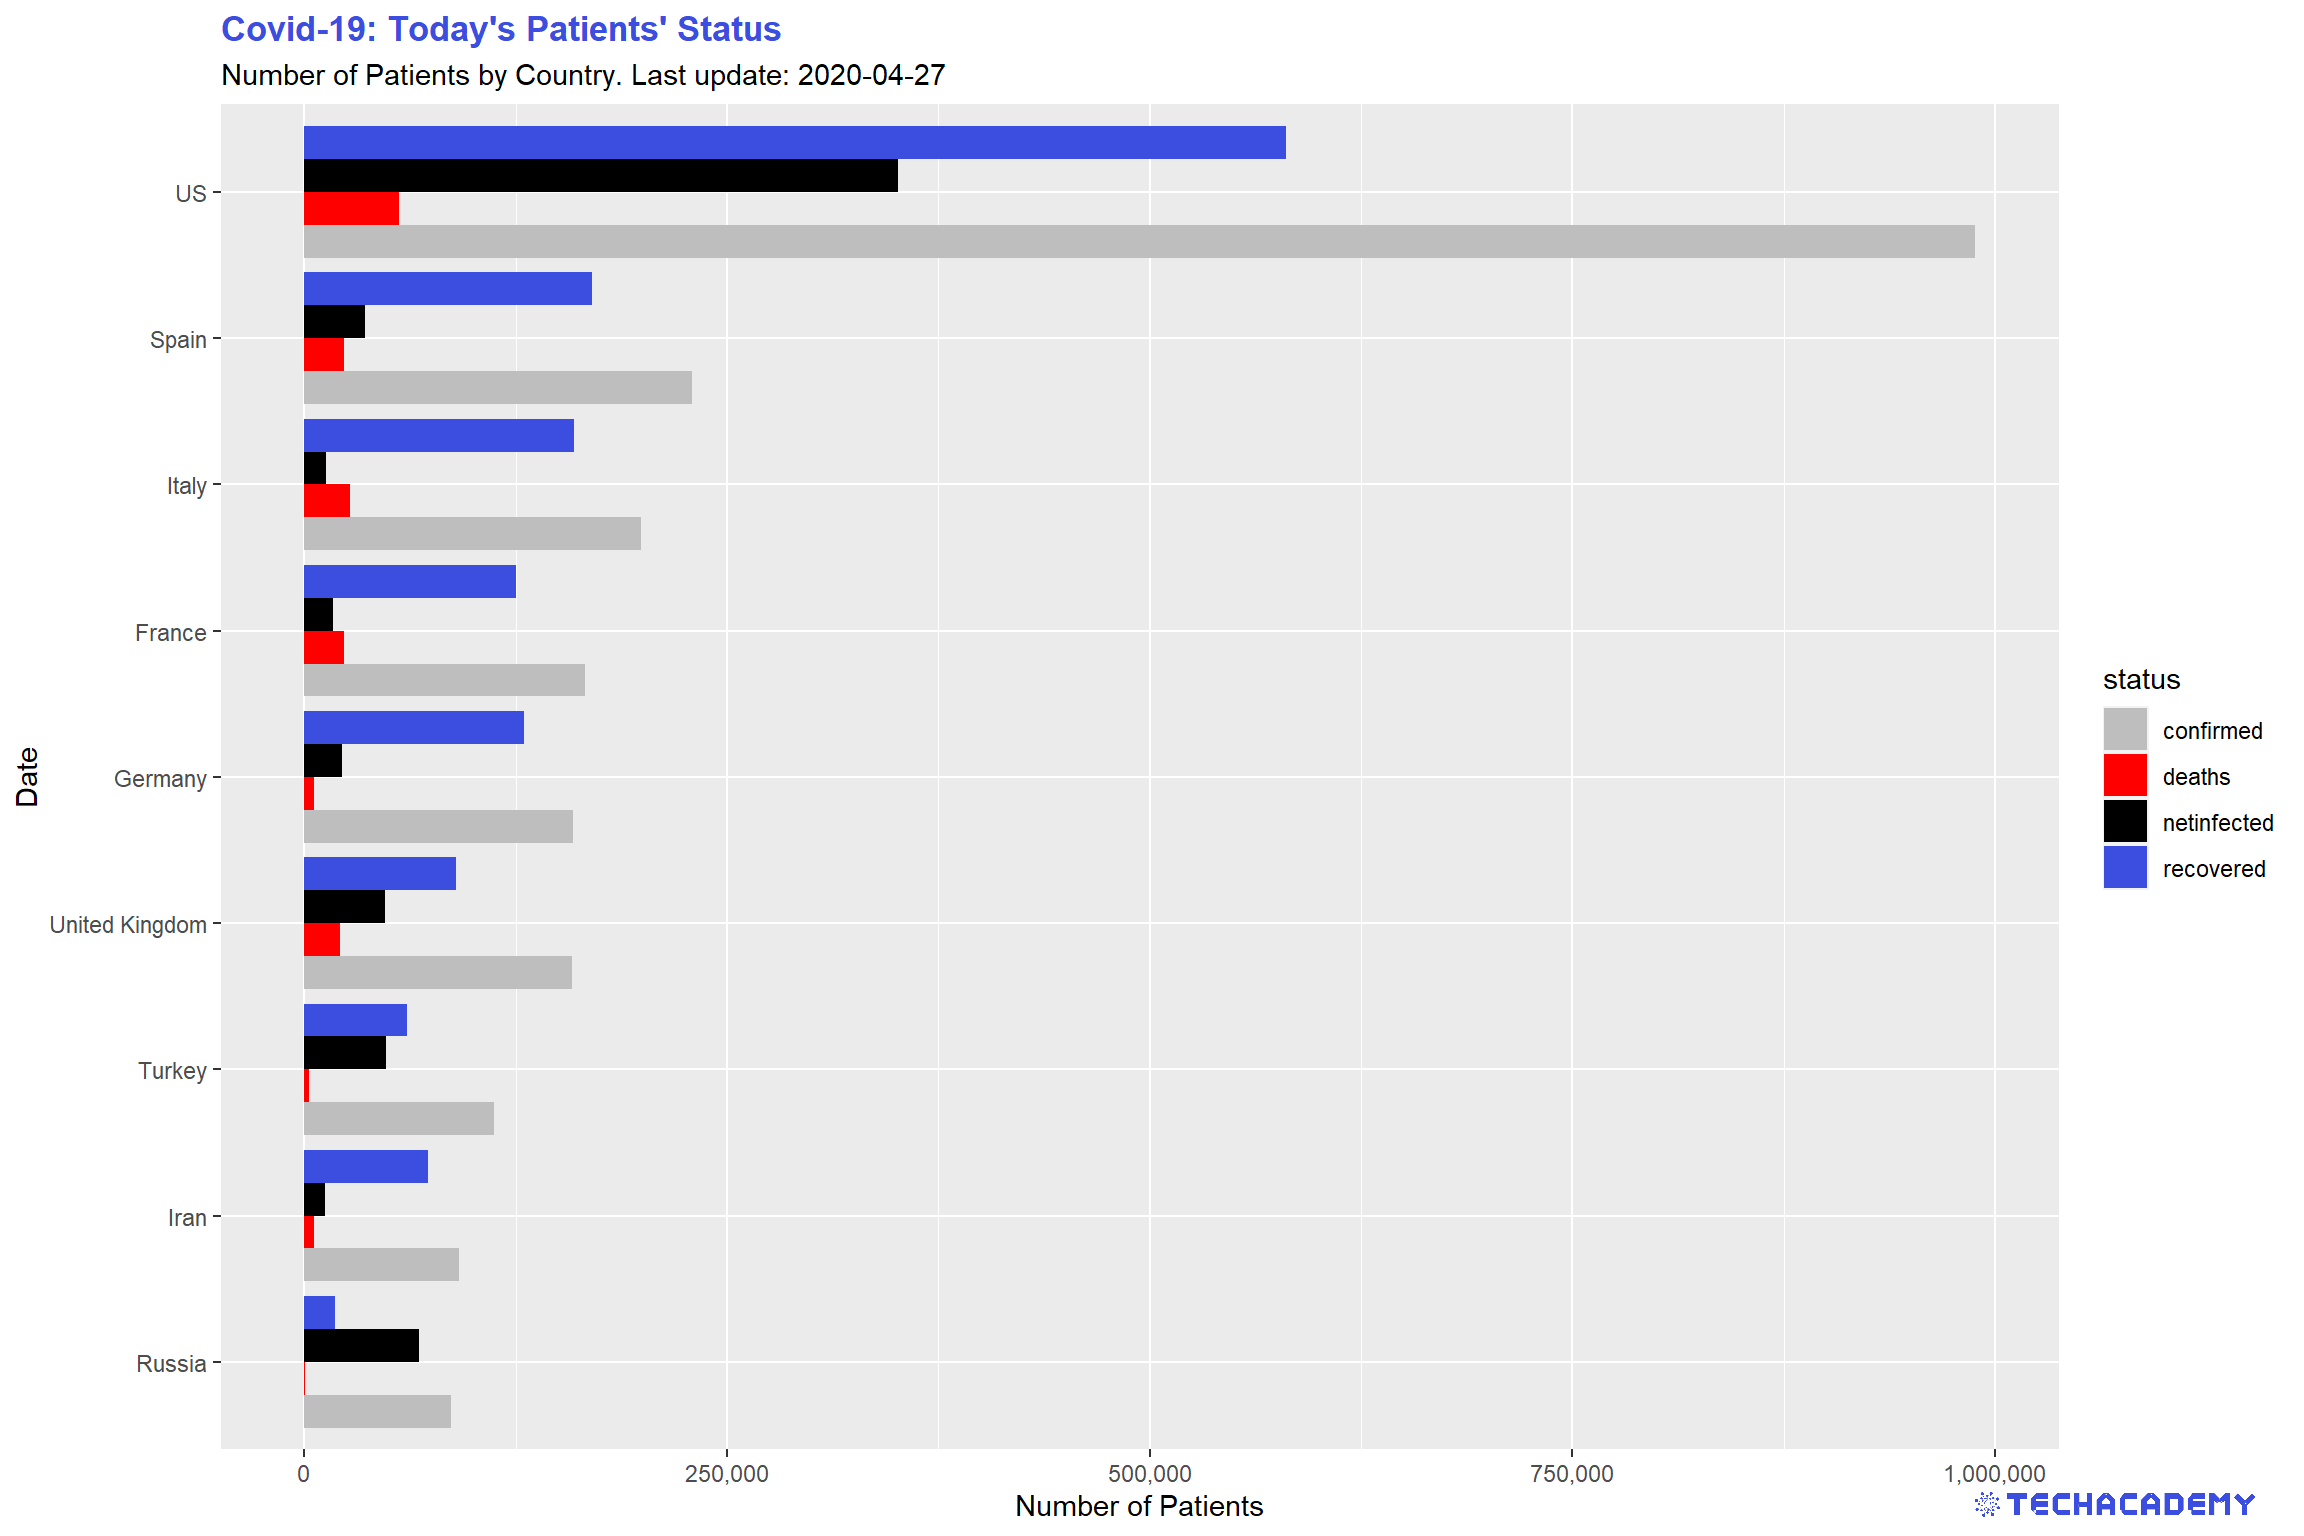 Covid-19: Today's Patients' Status
Number of Patients by Country. Last update: 2020-04-27
Date
US
Spain
Italy
France
Germany
United Kingdom
Turkey
Iran
Russia
0
250,000
500,000
750,000
1,000,000
Number of Patients
status
confirmed
deaths
netinfected
recovered
TECHACADEMY